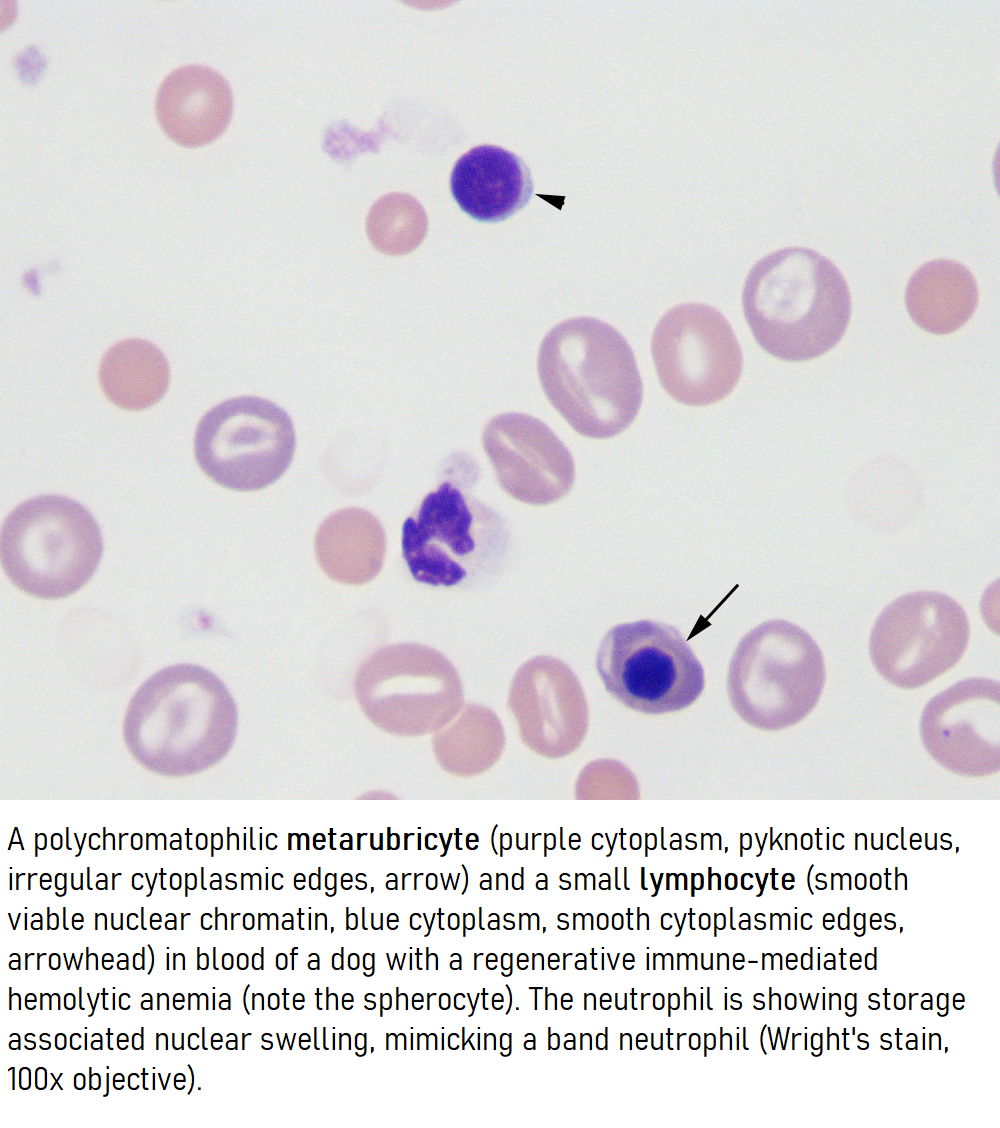 A polychromatophilic metarubricyte (purple cytoplasm, pyknotic nucleus,
irregular cytoplasmic edges, arrow) and a small lymphocyte (smooth
viable nuclear chromatin, blue cytoplasm, smooth cytoplasmic edges,
arrowhead) in blood of a dog with a regenerative immune-mediated
hemolytic anemia (note the spherocyte). The neutrophil is showing storage
associated nuclear swelling, mimicking a band neutrophil (Wright's stain,
100x objective).